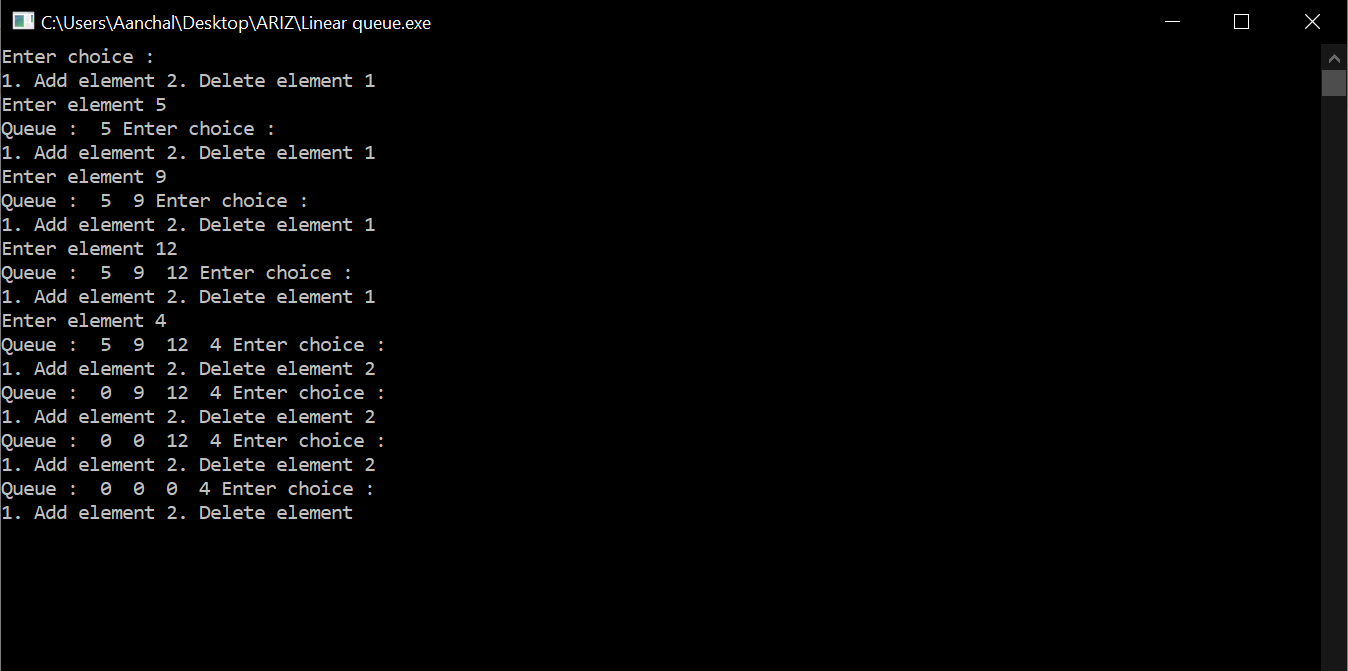 C:\Users\Aanchal\Desktop\ARIZ\Linear queue.exe
Enter choice :
1. Add element 2. Delete element 1
Enter element 5
Queue :  5 Enter choice :
1. Add element 2. Delete element 1
Enter element 9
Queue :  5  9 Enter choice :
1. Add element 2. Delete element 1
Enter element 12
Queue :  5  9  12 Enter choice :
1. Add element 2. Delete element 1
Enter element 4
Queue :  5  9  12  4 Enter choice :
1. Add element 2. Delete element 2
Queue :  0  9  12  4 Enter choice :
1. Add element 2. Delete element 2
Queue :  0  0  12  4 Enter choice :
1. Add element 2. Delete element 2
Queue :  0  0  0  4 Enter choice :
1. Add element 2. Delete element